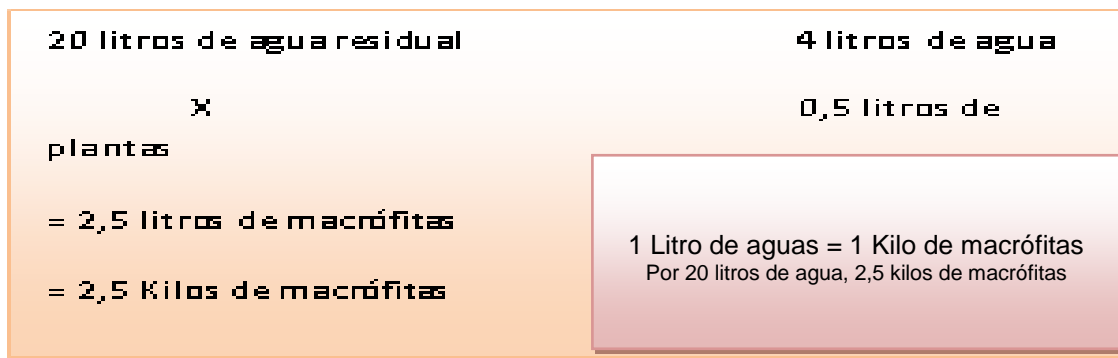 20 litros de agua residual 4 litros de agua
X 0,5 litros de
plantas
= 2,5 litros de macrófitas
= 2,5 Kilos de macrófitas
1 Litro de aguas = 1 Kilo de macrófitas
Por 20 litros de agua, 2,5 kilos de macrófitas